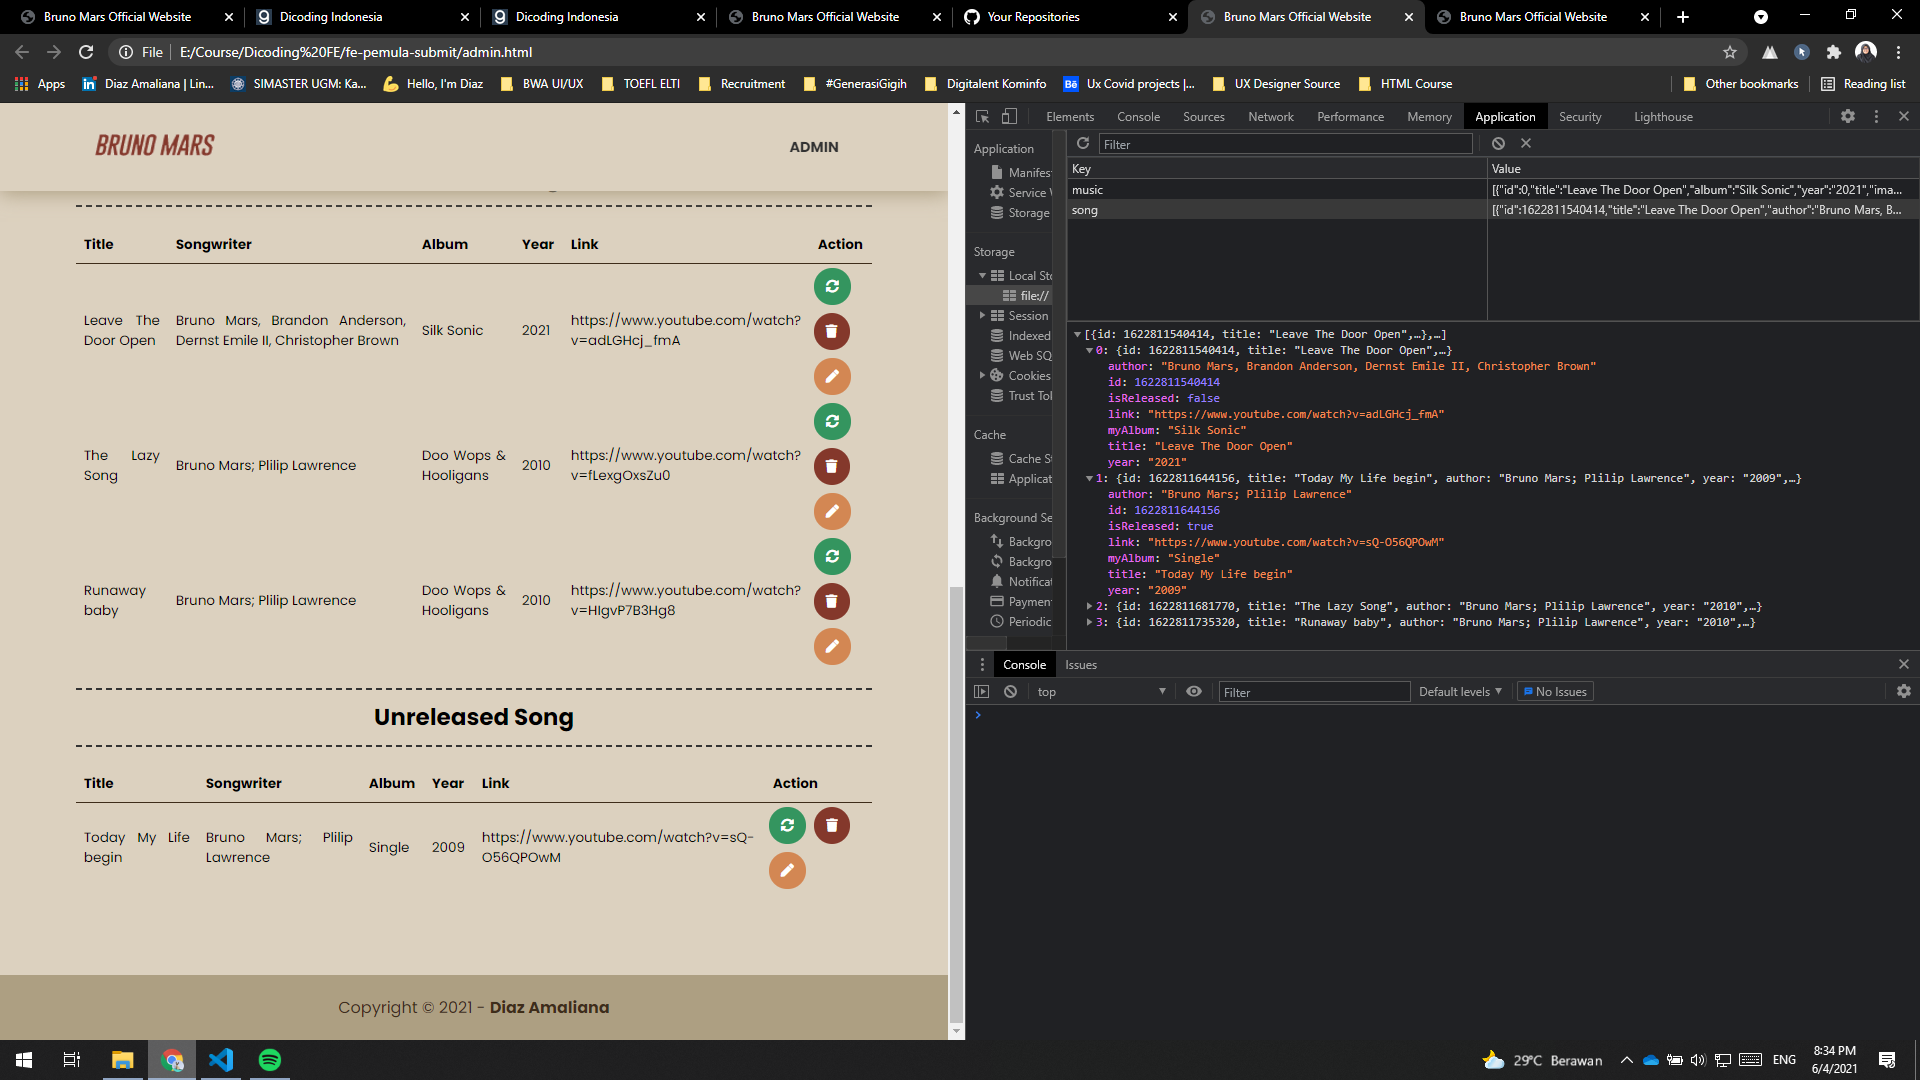 Bruno Mars Official Website
Dicoding Indonesia
Dicoding Indonesia
Bruno Mars Official Website
Your Repositories
Bruno Mars Official Website
Bruno Mars Official Website
File
E:/Course/Dicoding%20FE/fe-pemula-submit/admin.html
Apps
Diaz Amaliana | Lin...
SIMASTER UGM: Ka...
Hello, I'm Diaz
BWA UI/UX
TOEFL ELTI
Recruitment
#GenerasiGigih
Digitalent Kominfo
Bē Ux Covid projects |...
UX Designer Source
HTML Course
Other bookmarks
Reading list
BRUNO MARS
ADMIN
Title Songwriter Album Year Link Action
Leave The Door Open
Bruno Mars, Brandon Anderson, Dernst Emile II, Christopher Brown
Silk Sonic
2021
https://www.youtube.com/watch?v=adLGHcj_fmA
The Lazy Song
Bruno Mars; Plilip Lawrence
Doo Wops & Hooligans
2010
https://www.youtube.com/watch?v=fLexgOxsZu0
Runaway baby
Bruno Mars; Plilip Lawrence
Doo Wops & Hooligans
2010
https://www.youtube.com/watch?v=HIgvP7B3Hg8
Unreleased Song
Title Songwriter Album Year Link Action
Today My Life begin
Bruno Mars; Plilip Lawrence
Single
2009
https://www.youtube.com/watch?v=sQ-O56QPOwM
Copyright © 2021 - Diaz Amaliana
Elements Console Sources Network Performance Memory Application Security Lighthouse
Application
Manifes
Service W
Storage
Storage
Local Sto
file://
Session
Indexed
Web SQ
Cookies
Trust Tok
Cache
Cache S
Applicat
Background Se
Backgro
Backgro
Notificat
Paymen
Periodic
Filter
Key Value
music [{"id":0,"title":"Leave The Door Open","album":"Silk Sonic","year":"2021","ima...
song [{"id":1622811540414,"title":"Leave The Door Open","author":"Bruno Mars, B...
[{id: 1622811540414, title: "Leave The Door Open",…},…]
0: {id: 1622811540414, title: "Leave The Door Open",…}
author: "Bruno Mars, Brandon Anderson, Dernst Emile II, Christopher Brown"
id: 1622811540414
isReleased: false
link: "https://www.youtube.com/watch?v=adLGHcj_fmA"
myAlbum: "Silk Sonic"
title: "Leave The Door Open"
year: "2021"
1: {id: 1622811644156, title: "Today My Life begin", author: "Bruno Mars; Plilip Lawrence", year: "2009",…}
author: "Bruno Mars; Plilip Lawrence"
id: 1622811644156
isReleased: true
link: "https://www.youtube.com/watch?v=sQ-O56QPOwM"
myAlbum: "Single"
title: "Today My Life begin"
year: "2009"
2: {id: 1622811681770, title: "The Lazy Song", author: "Bruno Mars; Plilip Lawrence", year: "2010",…}
3: {id: 1622811735320, title: "Runaway baby", author: "Bruno Mars; Plilip Lawrence", year: "2010",…}
Console Issues
top
Filter
Default levels
No Issues
29°C Berawan
ENG
8:34 PM
6/4/2021